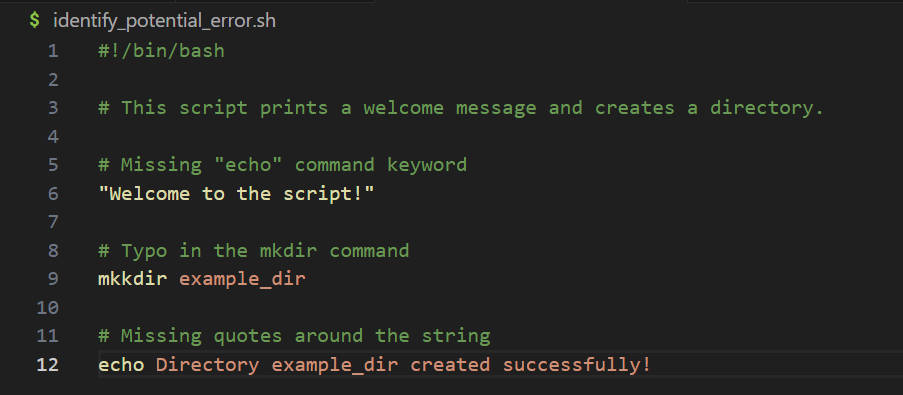 $ identify_potential_error.sh
1 #!/bin/bash
2
3 # This script prints a welcome message and creates a directory.
4
5 # Missing "echo" command keyword
6 "Welcome to the script!"
7
8 # Typo in the mkdir command
9 mkkdir example_dir
10
11 # Missing quotes around the string
12 echo Directory example_dir created successfully!